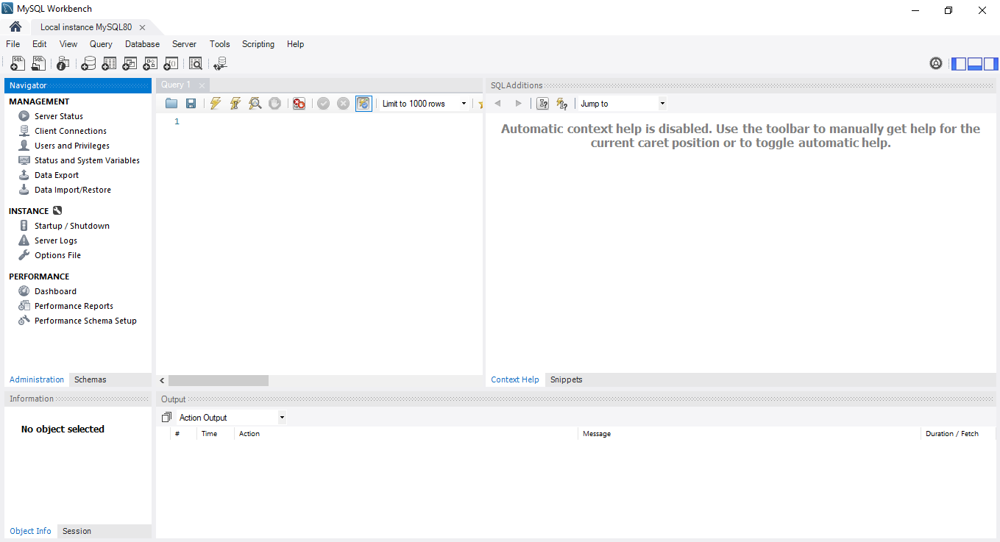 MySQL Workbench
Local instance MySQL80
File Edit View Query Database Server Tools Scripting Help
Navigator
MANAGEMENT
Server Status
Client Connections
Users and Privileges
Status and System Variables
Data Export
Data Import/Restore
INSTANCE
Startup / Shutdown
Server Logs
Options File
PERFORMANCE
Dashboard
Performance Reports
Performance Schema Setup
Administration Schemas
Query 1
Limit to 1000 rows
1
SQLAdditions
Jump to
Automatic context help is disabled. Use the toolbar to manually get help for the
current caret position or to toggle automatic help.
Context Help Snippets
Information
No object selected
Object Info Session
Output
Action Output
# Time Action Message Duration / Fetch